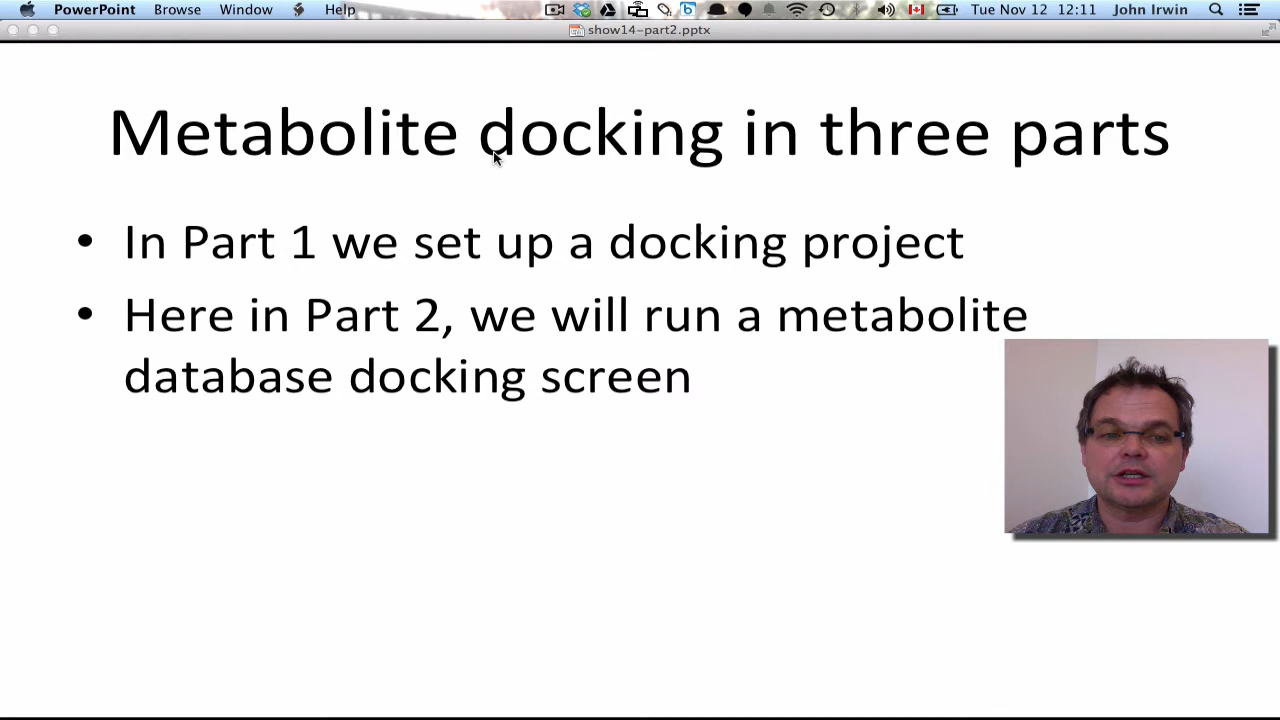 PowerPoint Browse Window Help Tue Nov 12 12:11 John Irwin
show14-part2.pptx
Metabolite docking in three parts
• In Part 1 we set up a docking project
• Here in Part 2, we will run a metabolite
database docking screen